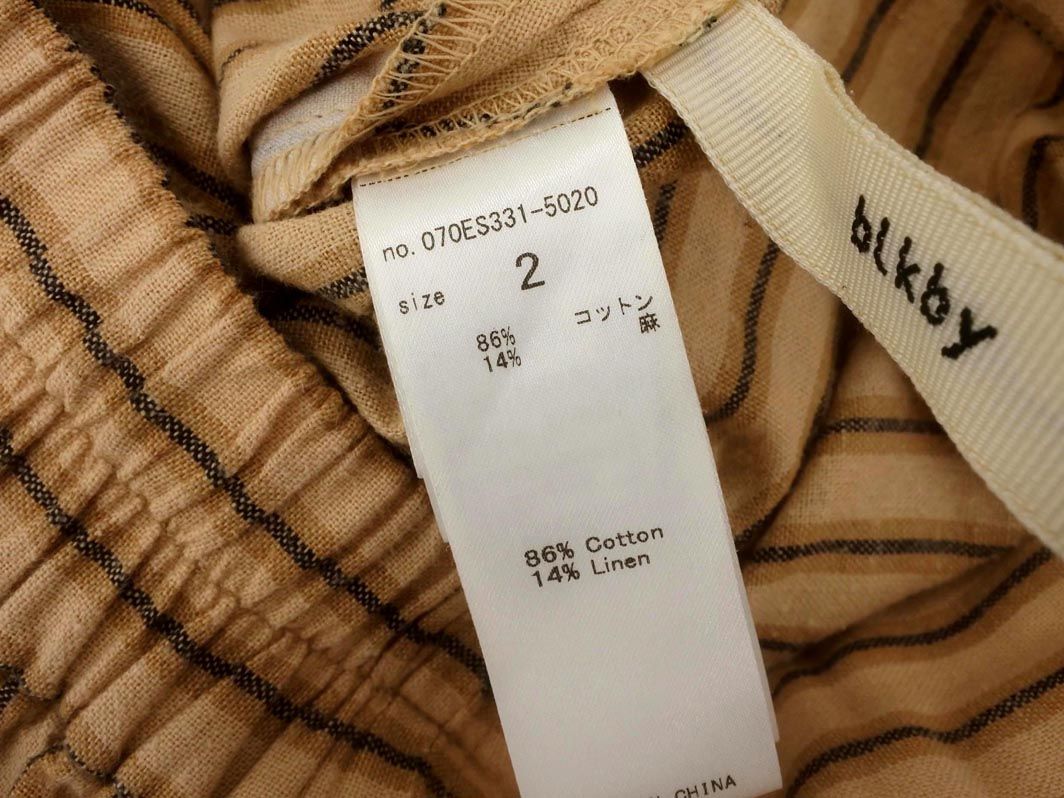 no. 070ES331-5020
size 2
86% コットン
14% 麻
86% Cotton
14% Linen
CHINA
blkby